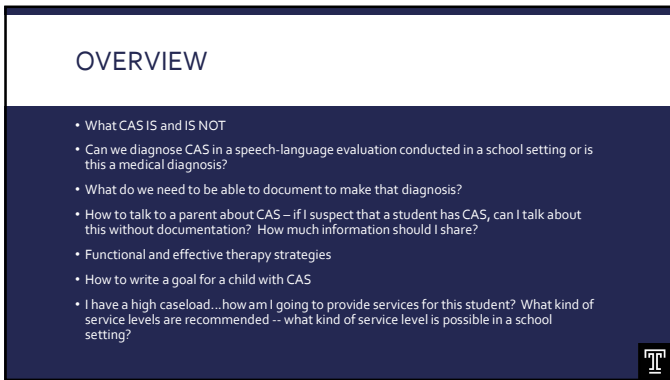 OVERVIEW
• What CAS IS and IS NOT
• Can we diagnose CAS in a speech-language evaluation conducted in a school setting or is
this a medical diagnosis?
• What do we need to be able to document to make that diagnosis?
• How to talk to a parent about CAS – if I suspect that a student has CAS, can I talk about
this without documentation? How much information should I share?
• Functional and effective therapy strategies
• How to write a goal for a child with CAS
• I have a high caseload...how am I going to provide services for this student? What kind of
service levels are recommended -- what kind of service level is possible in a school
setting?
T